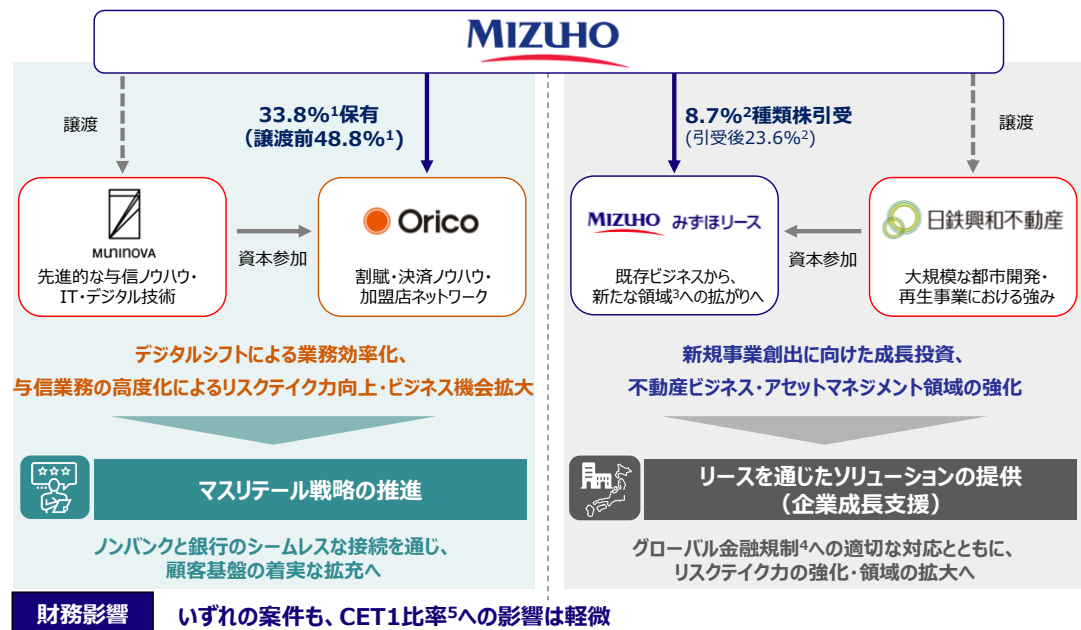 MIZUHO
譲渡
33.8%¹保有
（譲渡前48.8%¹）
8.7%²種類株引受
(引受後23.6%²)
譲渡
MUNINOVA
先進的な与信ノウハウ・
IT・デジタル技術
資本参加
Orico
割賦・決済ノウハウ・
加盟店ネットワーク
MIZUHO みずほリース
既存ビジネスから、
新たな領域³への拡がりへ
資本参加
日鉄興和不動産
大規模な都市開発・
再生事業における強み
デジタルシフトによる業務効率化、
与信業務の高度化によるリスクテイク力向上・ビジネス機会拡大
新規事業創出に向けた成長投資、
不動産ビジネス・アセットマネジメント領域の強化
マスリテール戦略の推進
リースを通じたソリューションの提供
（企業成長支援）
ノンバンクと銀行のシームレスな接続を通じ、
顧客基盤の着実な拡充へ
グローバル金融規制⁴への適切な対応とともに、
リスクテイク力の強化・領域の拡大へ
財務影響
いずれの案件も、CET1比率⁵への影響は軽微